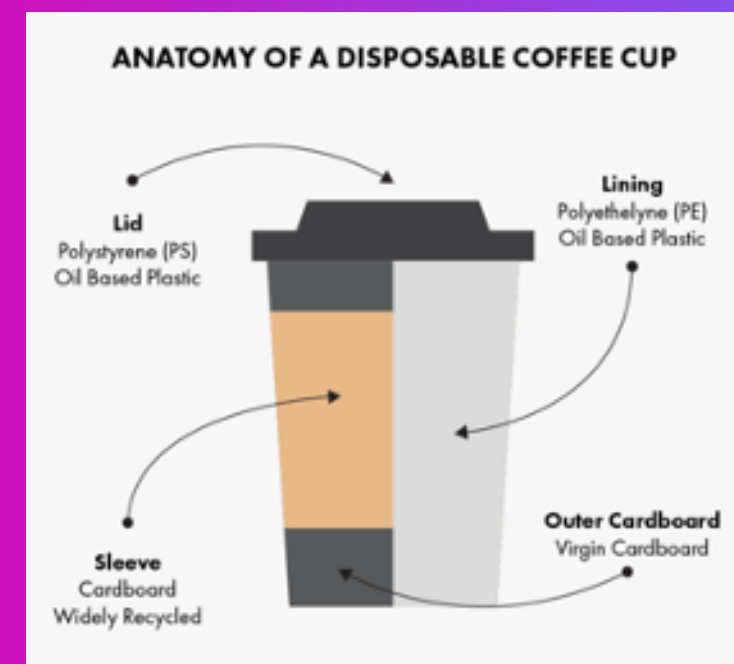 ANATOMY OF A DISPOSABLE COFFEE CUP
Lid
Polystyrene (PS)
Oil Based Plastic
Lining
Polyethelyne (PE)
Oil Based Plastic
Sleeve
Cardboard
Widely Recycled
Outer Cardboard
Virgin Cardboard